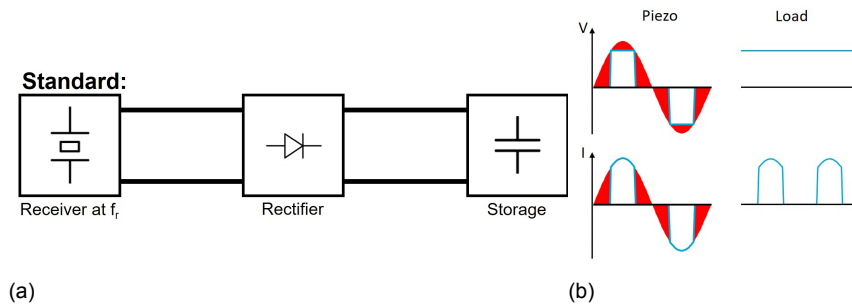 Standard:
Receiver at fr
Rectifier
Storage
(a)
Piezo
Load
V
I
(b)